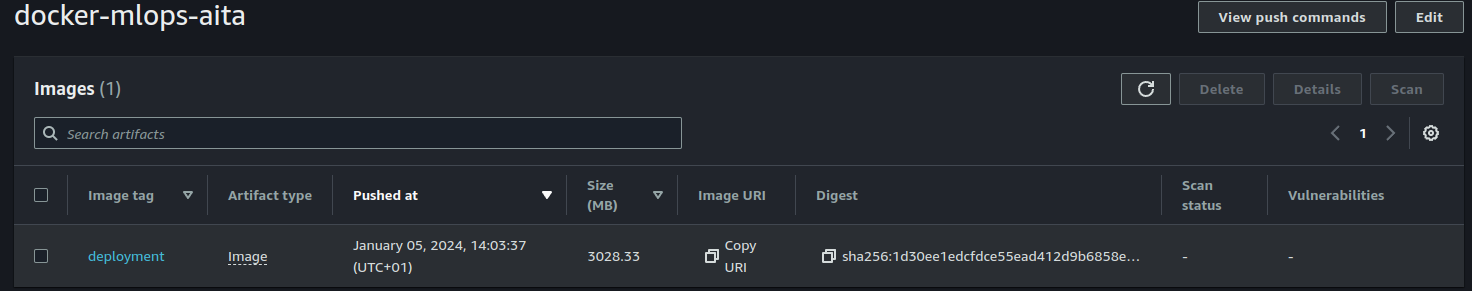 docker-mlops-aita
View push commands
Edit
Images (1)
Delete
Details
Scan
Search artifacts
1
Image tag
Artifact type
Pushed at
Size
(MB)
Image URI
Digest
Scan
status
Vulnerabilities
deployment
Image
January 05, 2024, 14:03:37
(UTC+01)
3028.33
Copy
URI
sha256:1d30ee1edcfdce55ead412d9b6858e...
-
-